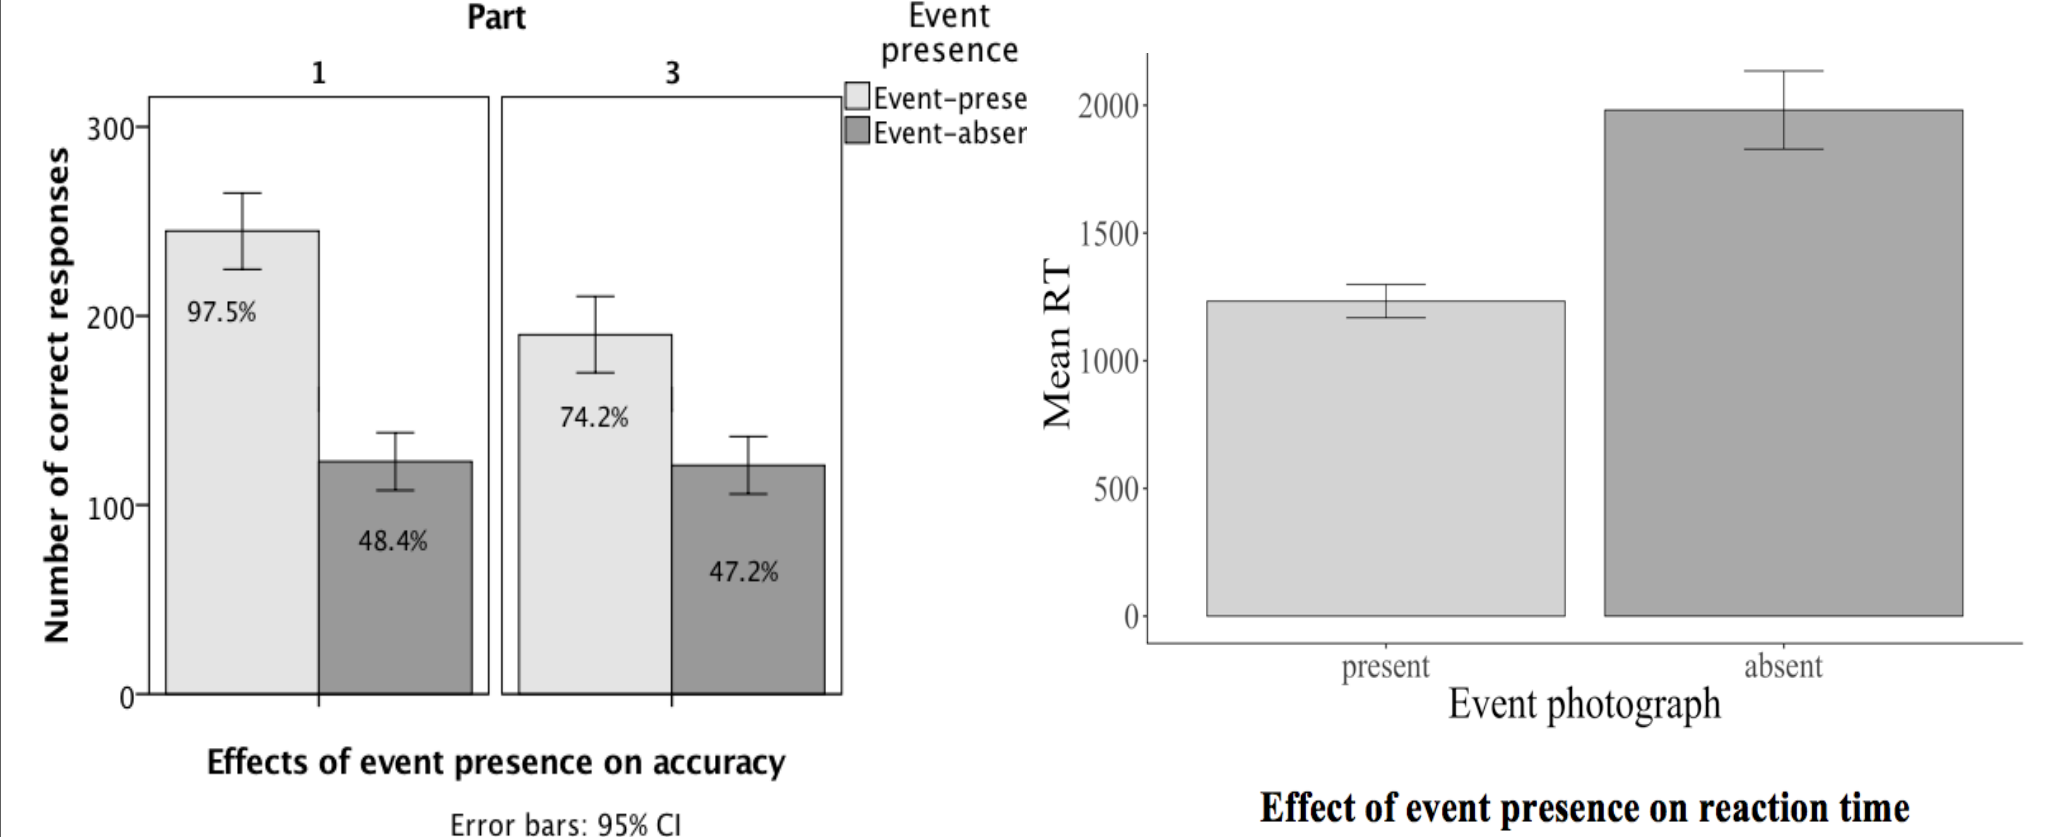 Part
1
3
Event
presence
Event-prese
Event-abser
300
200
100
0
Number of correct responses
97.5%
48.4%
74.2%
47.2%
Effects of event presence on accuracy
Error bars: 95% CI
2000
1500
1000
500
0
Mean RT
present
absent
Event photograph
Effect of event presence on reaction time